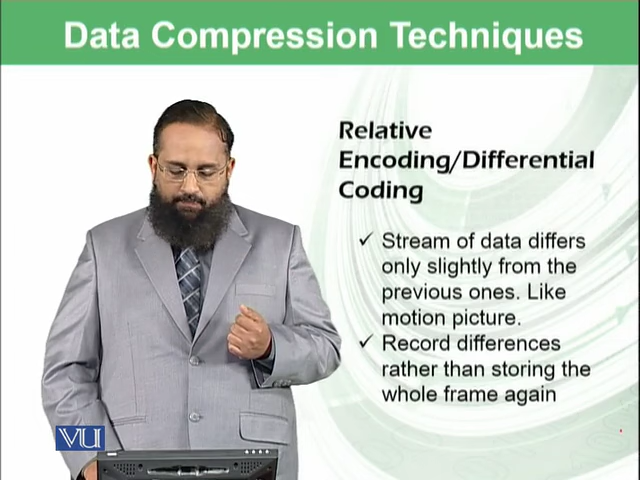 Data Compression Techniques
Relative
Encoding/Differential
Coding
✓ Stream of data differs
only slightly from the
previous ones. Like
motion picture.
✓ Record differences
rather than storing the
whole frame again
VU